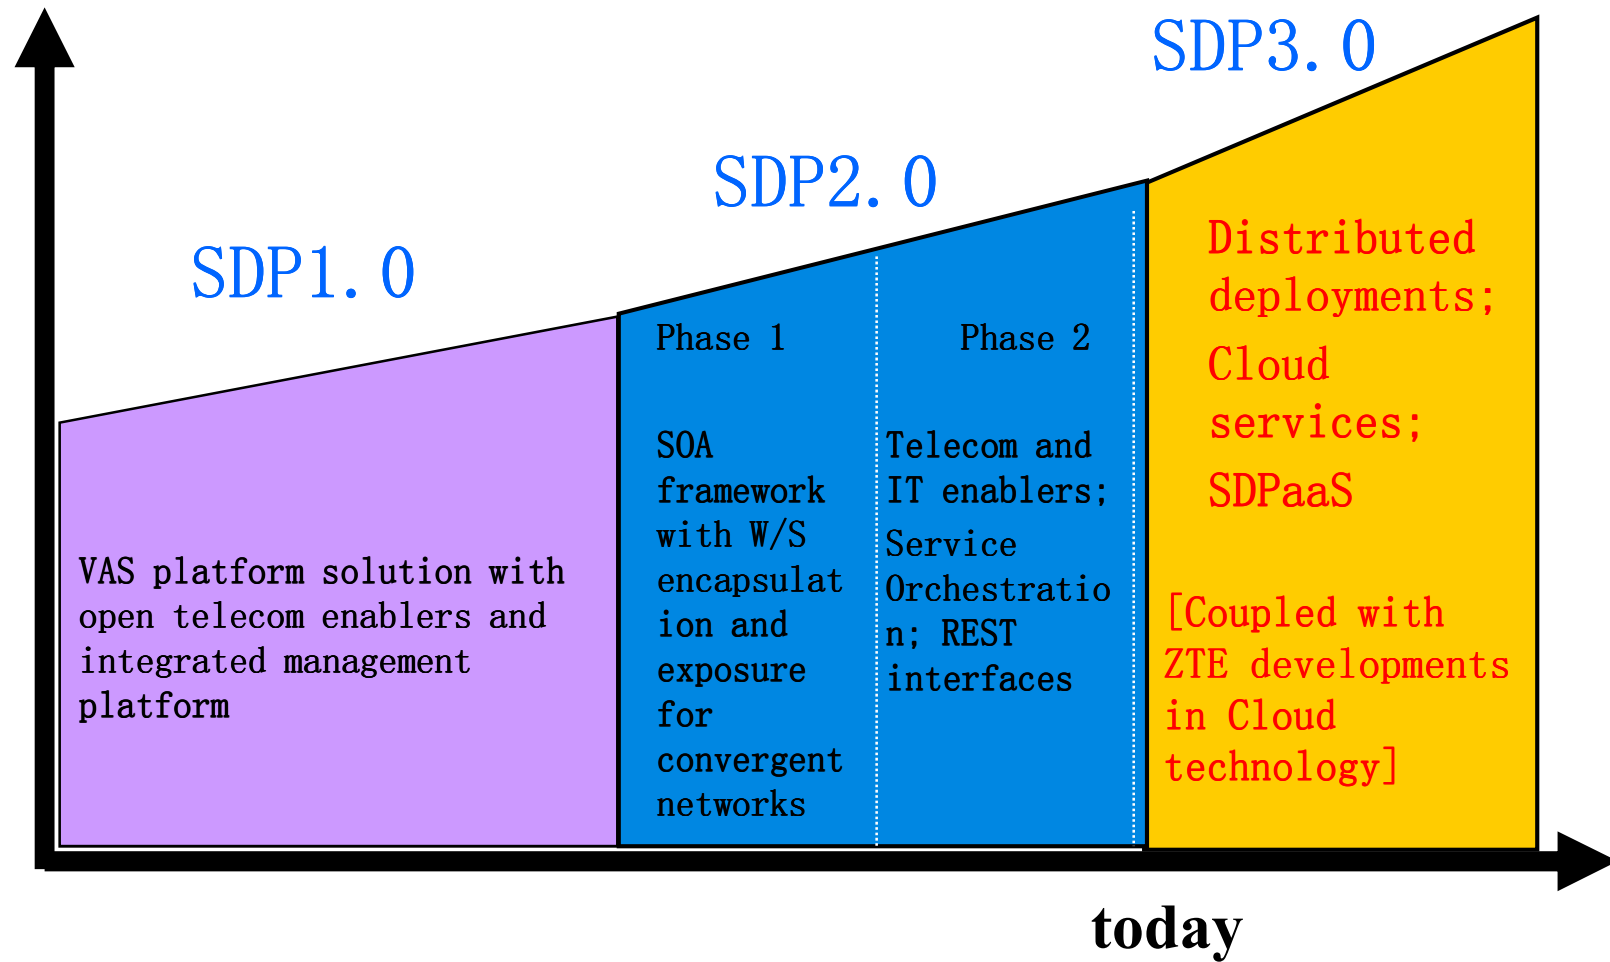 SDP3.0
SDP2.0
SDP1.0
VAS platform solution with
open telecom enablers and
integrated management
platform
Phase 1
SOA
framework
with W/S
encapsulat
ion and
exposure
for
convergent
networks
Phase 2
Telecom and
IT enablers;
Service
Orchestratio
n; REST
interfaces
Distributed
deployments;
Cloud
services;
SDPaaS
[Coupled with
ZTE developments
in Cloud
technology]
today